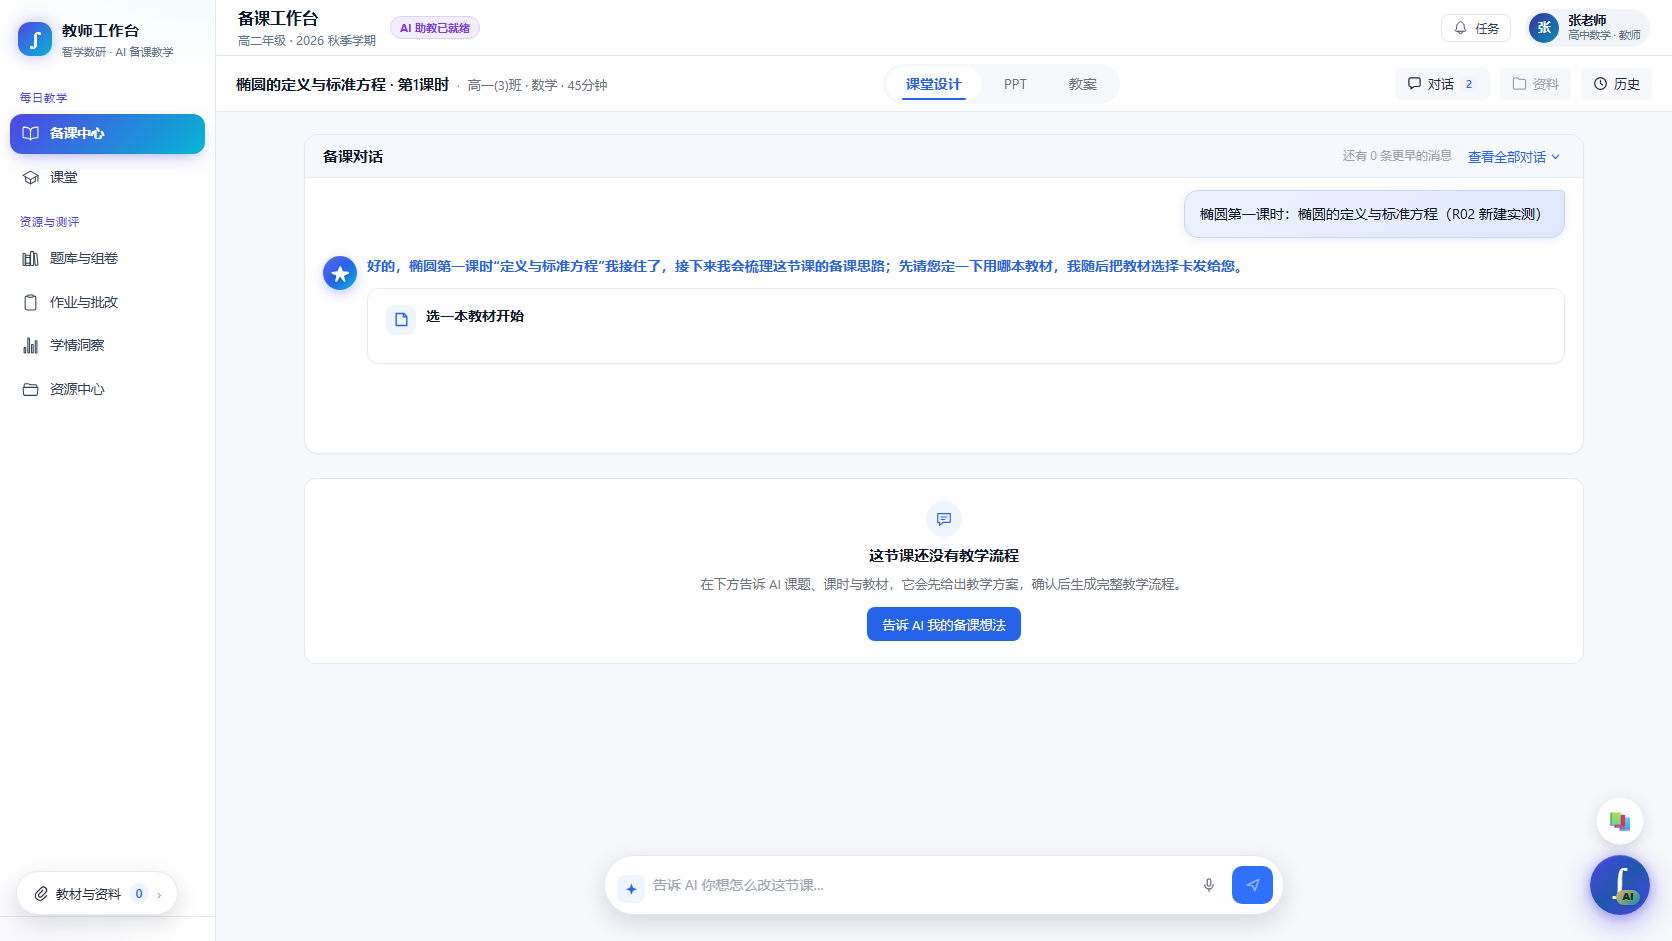 教师工作台
智学数研 · AI 备课教学
每日教学
备课中心
课堂
资源与测评
题库与组卷
作业与批改
学情洞察
资源中心
教材与资料 0 ›
备课工作台
高二年级 · 2026 秋季学期
AI 助教已就绪
任务
张
张老师
高中数学 · 教师
椭圆的定义与标准方程 · 第1课时 · 高一(3)班 · 数学 · 45分钟
课堂设计
PPT
教案
对话 2
资料
历史
备课对话
还有 0 条更早的消息
查看全部对话
椭圆第一课时：椭圆的定义与标准方程（R02 新建实测）
好的，椭圆第一课时“定义与标准方程”我接住了，接下来我会梳理这节课的备课思路；先请您定一下用哪本教材，我随后把教材选择卡发给您。
选一本教材开始
这节课还没有教学流程
在下方告诉 AI 课题、课时与教材，它会先给出教学方案，确认后生成完整教学流程。
告诉 AI 我的备课想法
告诉 AI 你想怎么改这节课...
∫
AI